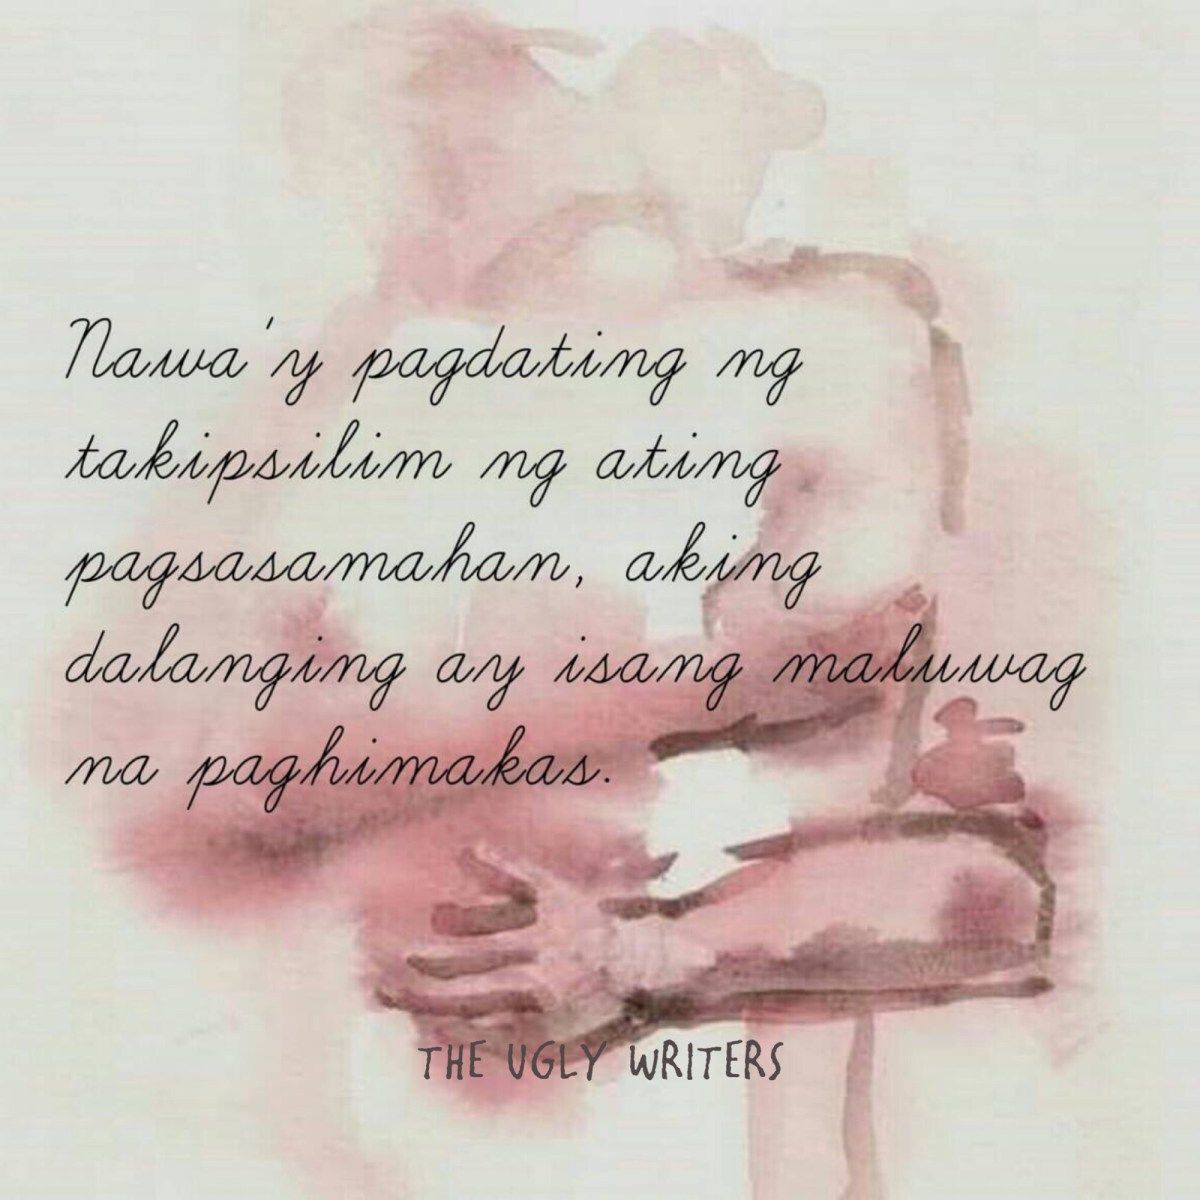 Nawa'y pagdating ng
takipsilim ng ating
pagsasamahan, aking
dalanging ay isang maluwag
na paghimakas.
THE UGLY WRITERS